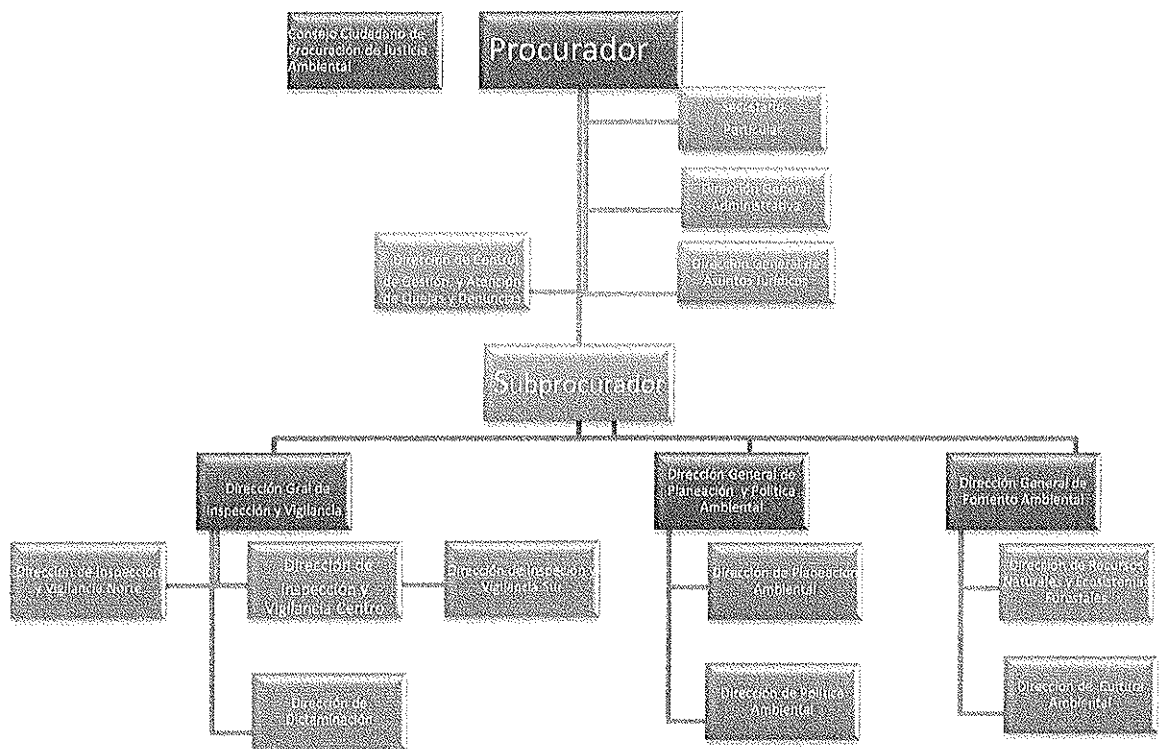 Consejo Ciudadano de
Procuración de Justicia
Ambiental
Procurador
Secretario
Particular
Dirección General
Administrativa
Dirección de Control
de Gestión y Atención
de Quejas y Denuncias
Dirección General de
Asuntos Jurídicos
Subprocurador
Dirección Gral de
Inspección y Vigilancia
Dirección General de
Planeación y Política
Ambiental
Dirección General de
Fomento Ambiental
Dirección de Inspección
y Vigilancia Norte
Dirección de
Inspección y
Vigilancia Centro
Dirección de Inspección
Vigilancia Sur
Dirección de Planeación
Ambiental
Dirección de Recursos
Naturales y Ecosistemas
Forestales
Dirección de
Dictaminación
Dirección de Política
Ambiental
Dirección de Cultura
Ambiental